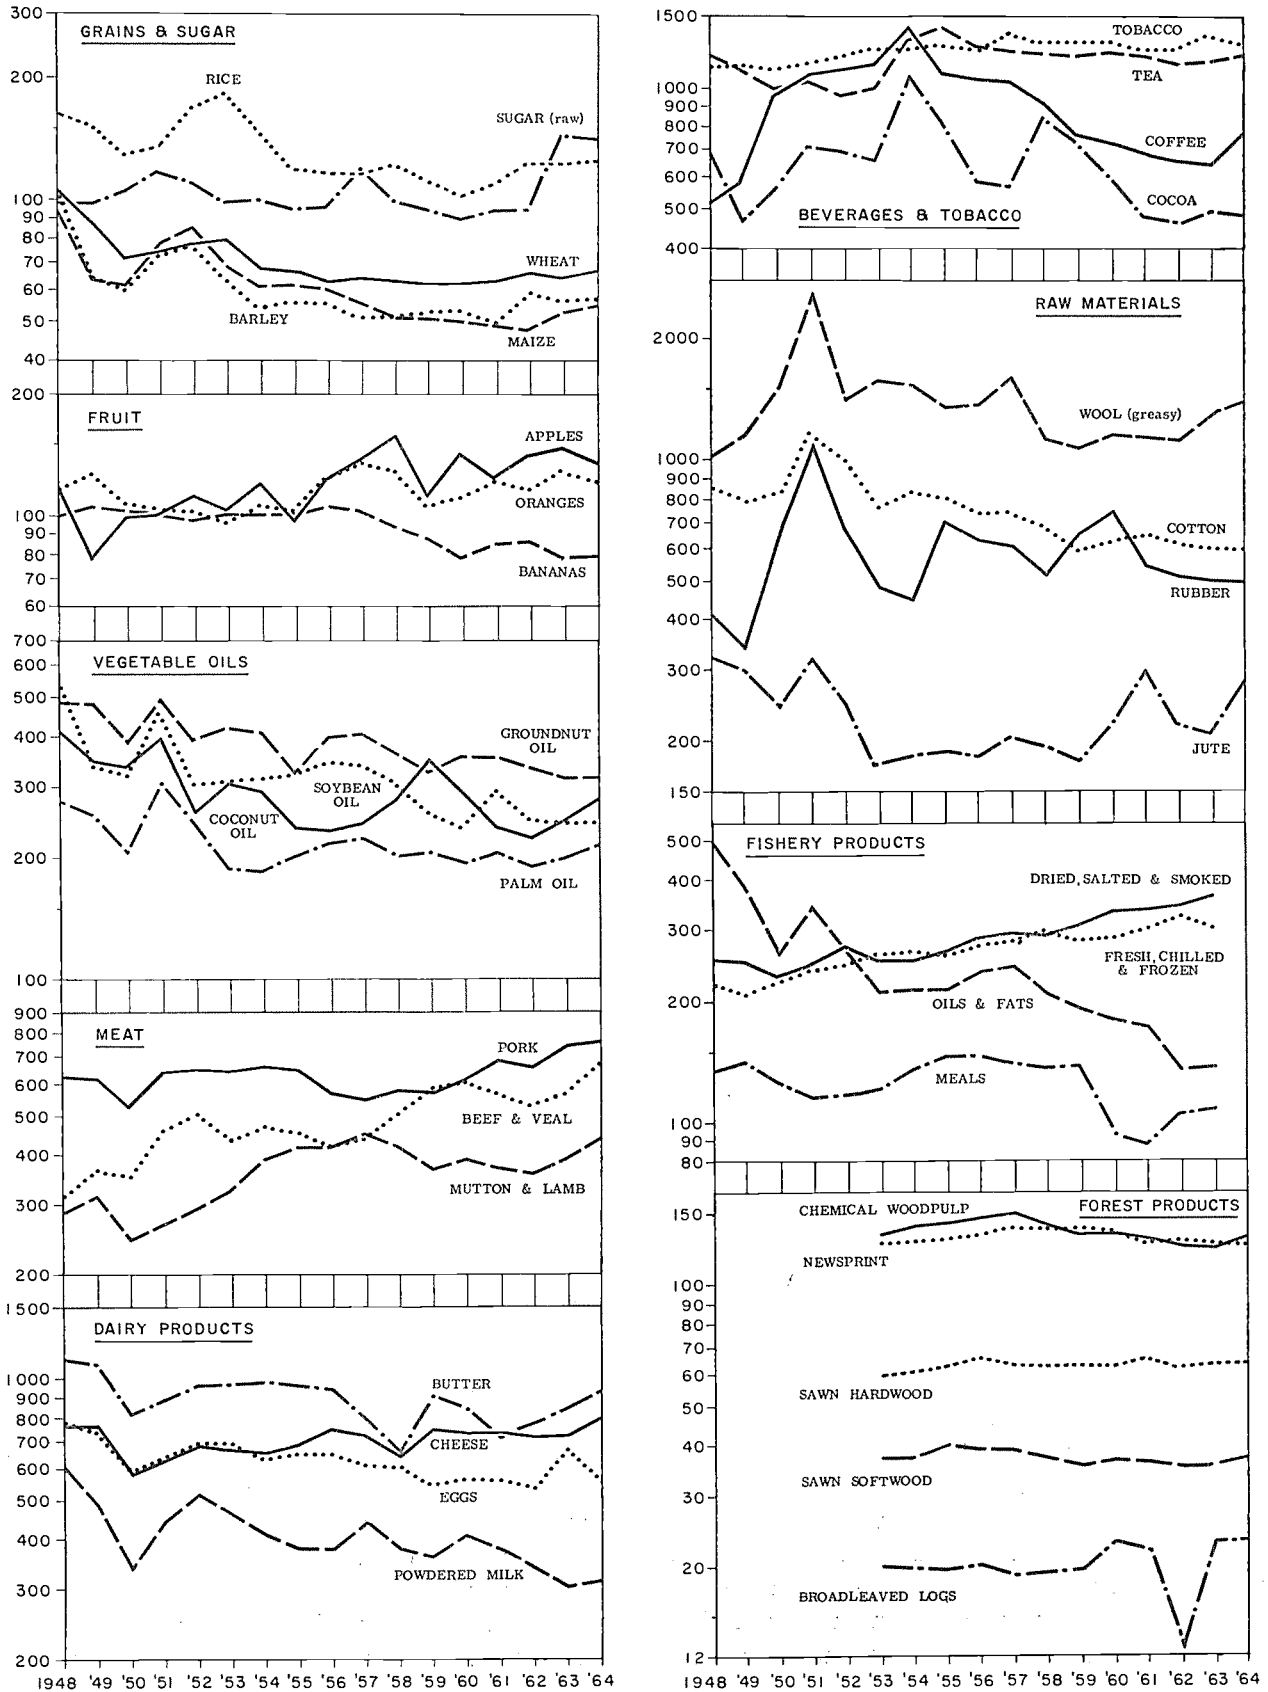 300
GRAINS & SUGAR
200
RICE
SUGAR (raw)
100
90
80
WHEAT
70
60
BARLEY
50
MAIZE
40
200
FRUIT
APPLES
ORANGES
100
90
80
BANANAS
70
60
700
VEGETABLE OILS
600
500
GROUNDNUT
OIL
400
SOYBEAN
OIL
300
COCONUT
OIL
200
PALM OIL
100
900
MEAT
800
PORK
700
600
BEEF & VEAL
500
400
MUTTON & LAMB
300
200
1500
DAIRY PRODUCTS
1000
BUTTER
900
800
CHEESE
700
600
EGGS
500
400
POWDERED MILK
300
200
1948 '49 '50 '51 '52 '53 '54 '55 '56 '57 '58 '59 '60 '61 '62 '63 '64
1500
TOBACCO
TEA
1000
900
800
COFFEE
700
600
COCOA
500
BEVERAGES & TOBACCO
400
RAW MATERIALS
2000
WOOL (greasy)
1000
900
800
COTTON
700
600
RUBBER
500
400
300
200
JUTE
150
500
FISHERY PRODUCTS
DRIED, SALTED & SMOKED
400
300
FRESH, CHILLED
& FROZEN
200
OILS & FATS
MEALS
100
90
80
CHEMICAL WOODPULP
FOREST PRODUCTS
150
NEWSPRINT
100
90
80
70
60
SAWN HARDWOOD
50
40
SAWN SOFTWOOD
30
20
BROADLEAVED LOGS
12
1948 '49 '50 '51 '52 '53 '54 '55 '56 '57 '58 '59 '60 '61 '62 '63 '64